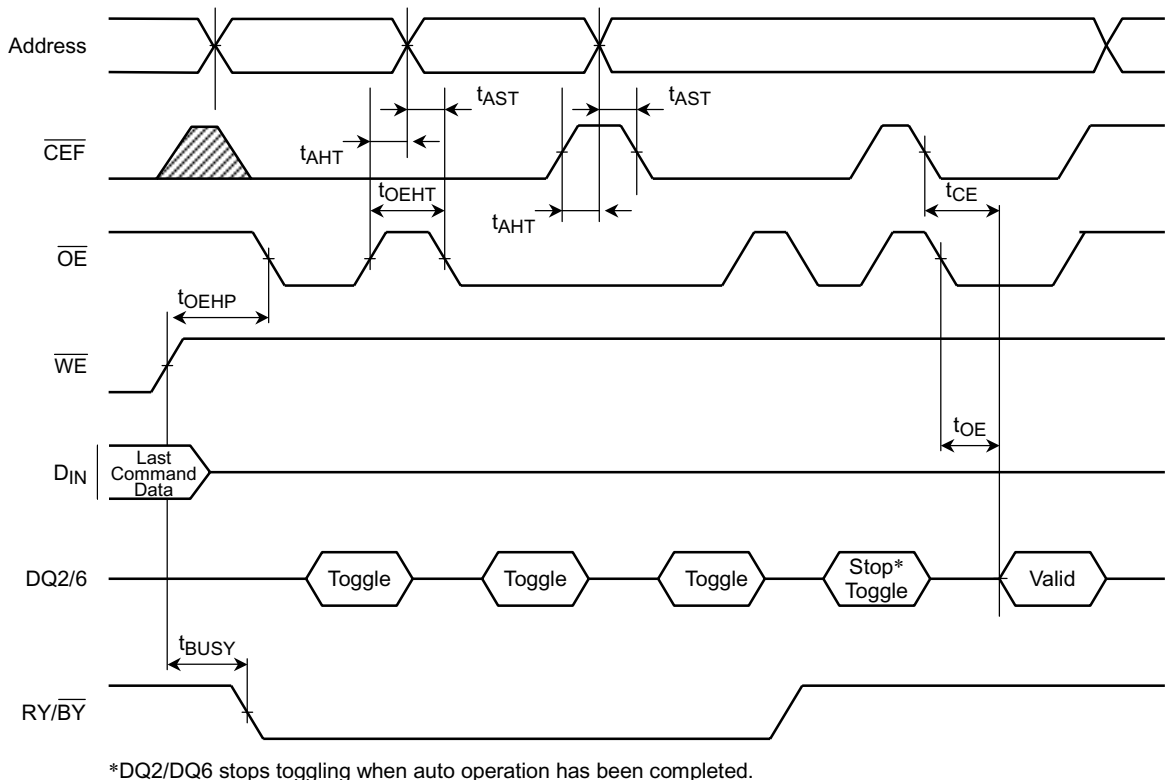 Address
tAST
tAST
CEF
tAHT
tOEHT
tCE
tAHT
OE
tOEHP
WE
tOE
DIN
Last
Command
Data
DQ2/6
Toggle
Toggle
Toggle
Stop*
Toggle
Valid
tBUSY
RY/BY
*DQ2/DQ6 stops toggling when auto operation has been completed.